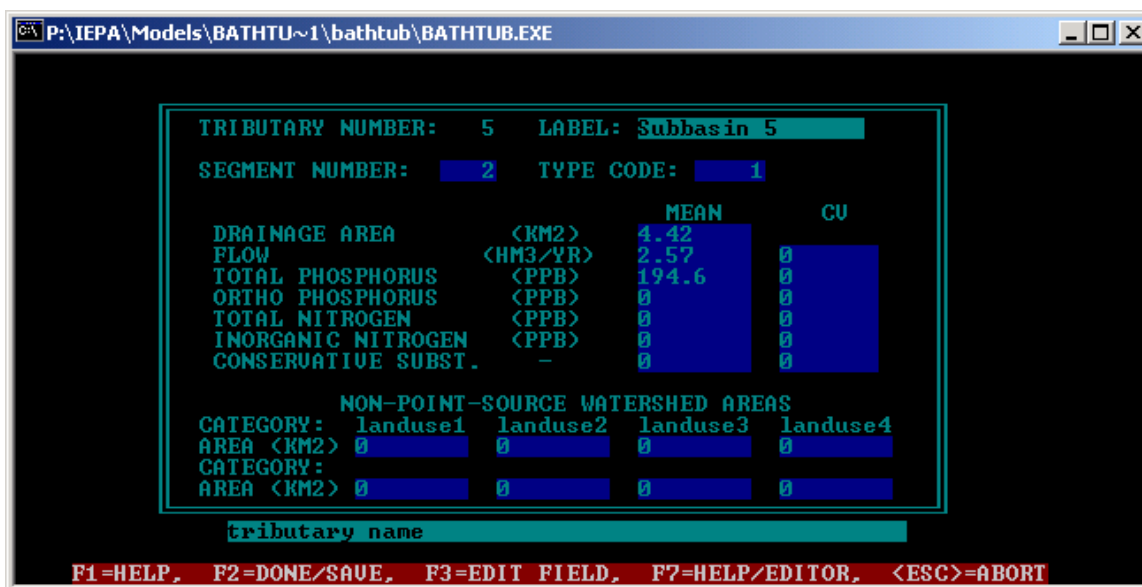 P:\IEPA\Models\BATHTU~1\bathtub\BATHTUB.EXE
TRIBUTARY NUMBER: 5 LABEL: Subbasin 5
SEGMENT NUMBER: 2 TYPE CODE: 1
MEAN CV
DRAINAGE AREA (KM2) 4.42
FLOW (HM3/YR) 2.57 0
TOTAL PHOSPHORUS (PPB) 194.6 0
ORTHO PHOSPHORUS (PPB) 0 0
TOTAL NITROGEN (PPB) 0 0
INORGANIC NITROGEN (PPB) 0 0
CONSERVATIVE SUBST. - 0 0
NON-POINT-SOURCE WATERSHED AREAS
CATEGORY: landuse1 landuse2 landuse3 landuse4
AREA (KM2) 0 0 0 0
CATEGORY:
AREA (KM2) 0 0 0 0
tributary name
F1=HELP, F2=DONE/SAVE, F3=EDIT FIELD, F7=HELP/EDITOR, <ESC>=ABORT